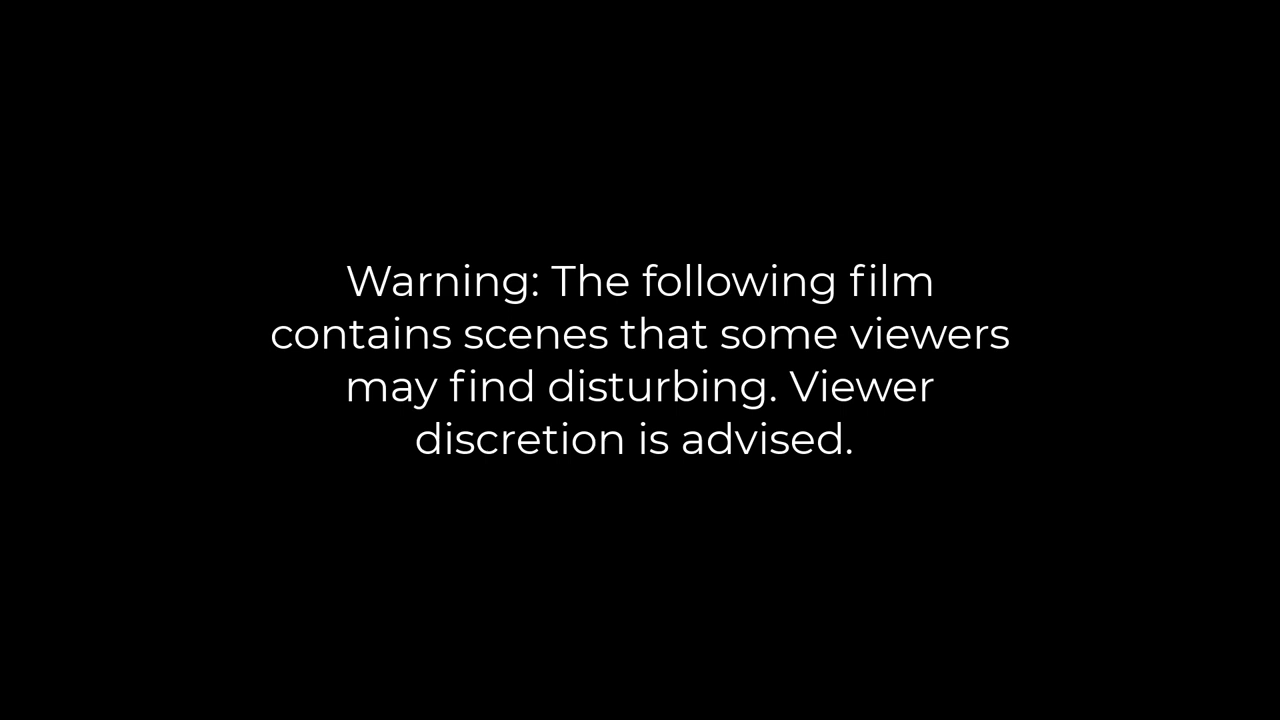 Warning: The following film
contains scenes that some viewers
may find disturbing. Viewer
discretion is advised.